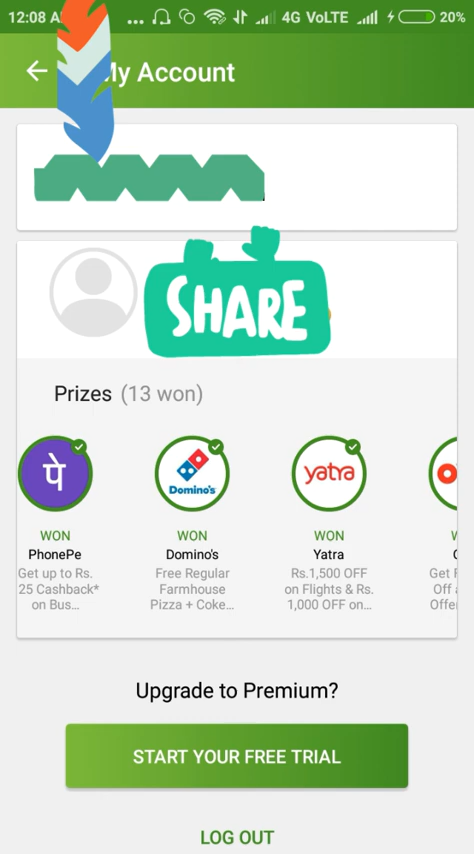 12:08
4G VoLTE
20%
My Account
SHARE
Prizes (13 won)
पे
Domino's
yatra
WON
WON
WON
PhonePe
Domino's
Yatra
Get up to Rs.
25 Cashback*
on Bus...
Free Regular
Farmhouse
Pizza + Coke...
Rs.1,500 OFF
on Flights & Rs.
1,000 OFF on...
Off
Offe
Upgrade to Premium?
START YOUR FREE TRIAL
LOG OUT